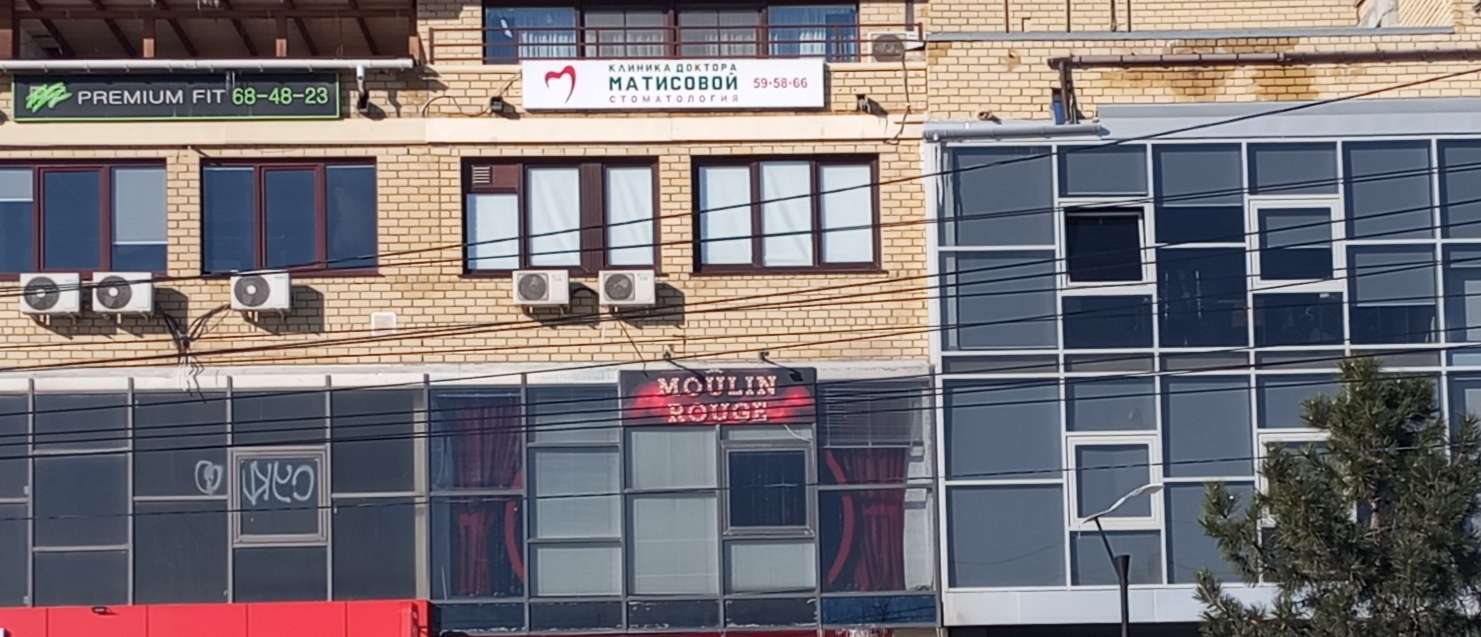 PREMIUM FIT 68-48-23
КЛИНИКА ДОКТОРА
МАТИСОВОЙ
СТОМАТОЛОГИЯ
59-58-66
MOULIN
ROUGE